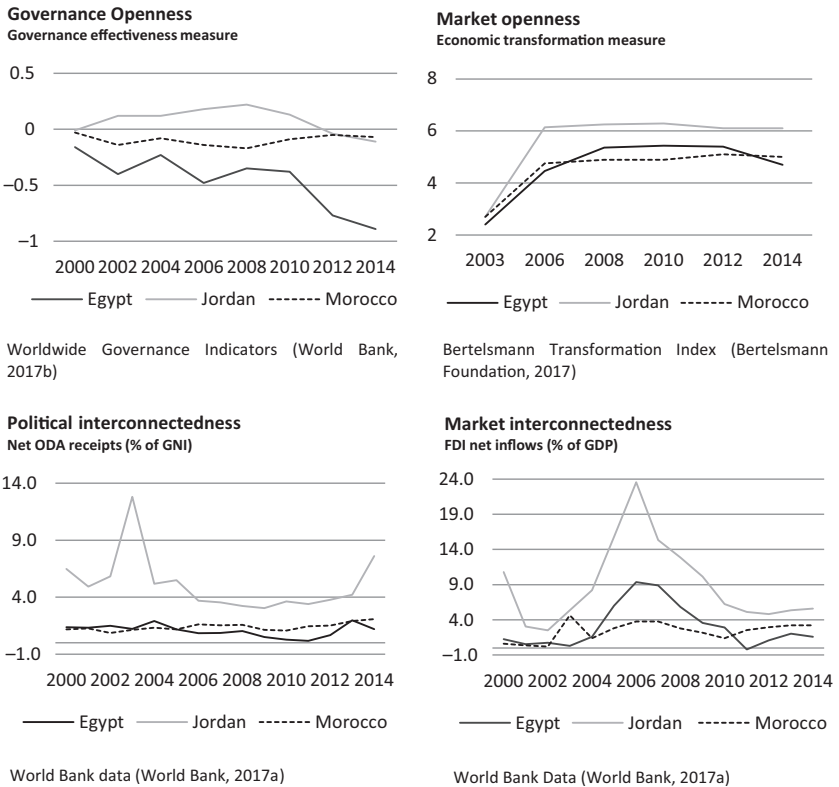 Governance Openness
Governance effectiveness measure
0.5
0
–0.5
–1
2000 2002 2004 2006 2008 2010 2012 2014
Egypt Jordan Morocco
Worldwide Governance Indicators (World Bank,
2017b)
Market openness
Economic transformation measure
8
6
4
2
2003 2006 2008 2010 2012 2014
Egypt Jordan Morocco
Bertelsmann Transformation Index (Bertelsmann
Foundation, 2017)
Political interconnectedness
Net ODA receipts (% of GNI)
14.0
9.0
4.0
–1.0
2000 2002 2004 2006 2008 2010 2012 2014
Egypt Jordan Morocco
World Bank data (World Bank, 2017a)
Market interconnectedness
FDI net inflows (% of GDP)
24.0
19.0
14.0
9.0
4.0
–1.0
2000 2002 2004 2006 2008 2010 2012 2014
Egypt Jordan Morocco
World Bank Data (World Bank, 2017a)